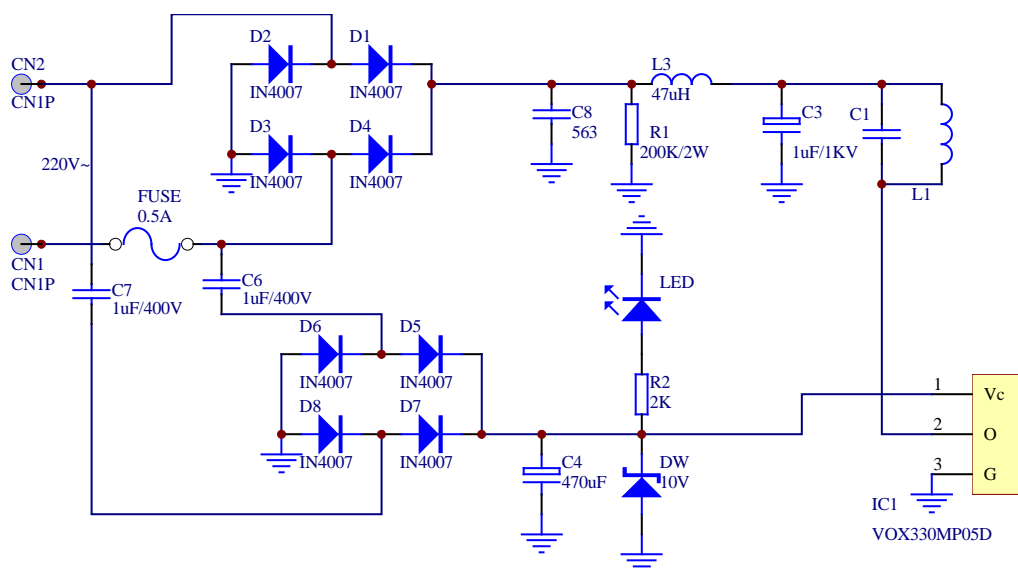 CN2
CN1P
D2
IN4007
D1
IN4007
D3
IN4007
D4
IN4007
220V~
FUSE
0.5A
CN1
CN1P
C7
1uF/400V
C6
1uF/400V
C8
563
R1
200K/2W
L3
47uH
C3
1uF/1KV
C1
L1
LED
D6
IN4007
D5
IN4007
D8
IN4007
D7
IN4007
R2
2K
C4
470uF
DW
10V
1
Vc
2
O
3
G
IC1
VOX330MP05D